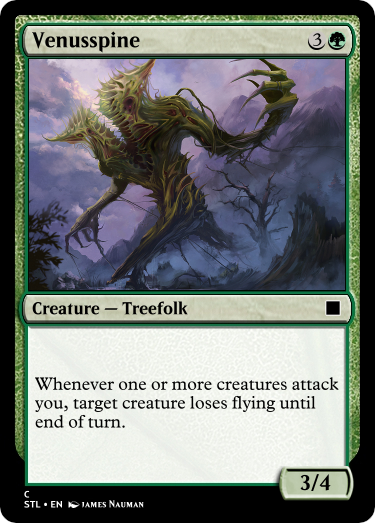 Venusspine 3
Creature — Treefolk
Whenever one or more creatures attack
you, target creature loses flying until
end of turn.
3/4
C
STL • EN James Nauman